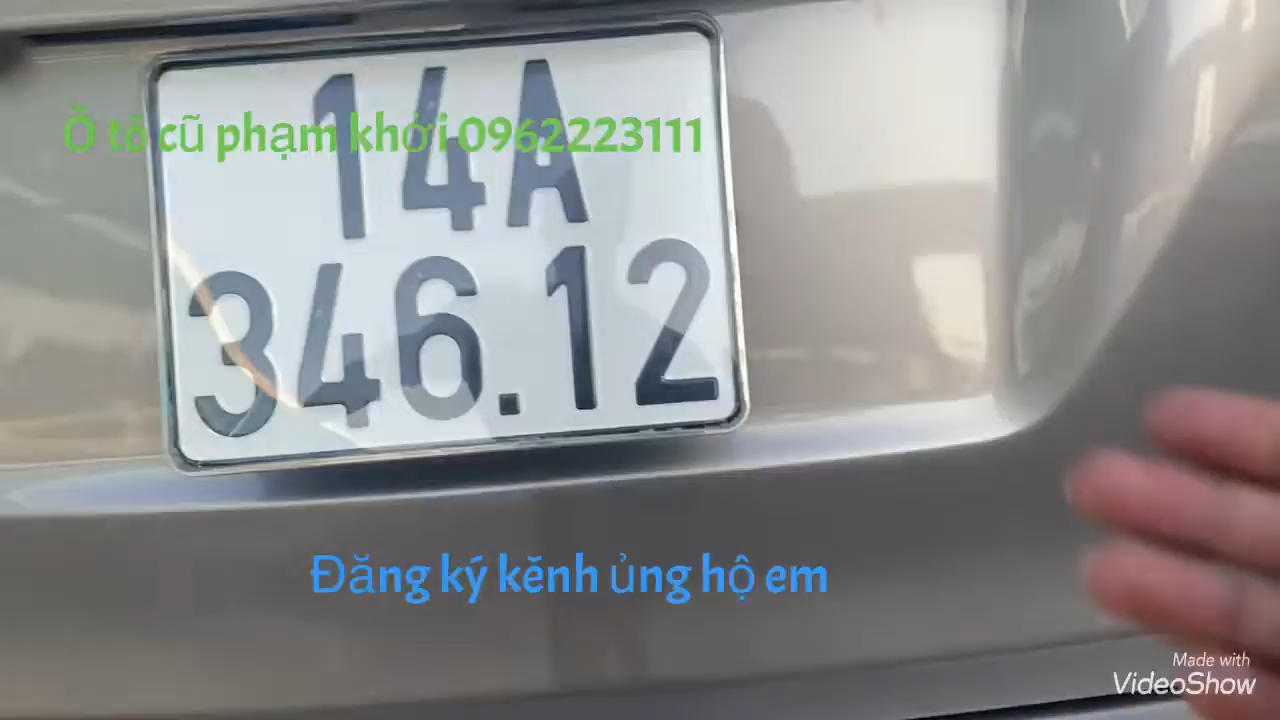 Ô tô cũ phạm khởi 0962223111
14A
346.12
Đăng ký kênh ủng hộ em
Made with
VideoShow